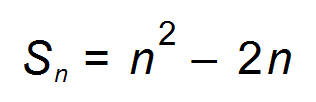 Sₙ = n² – 2n